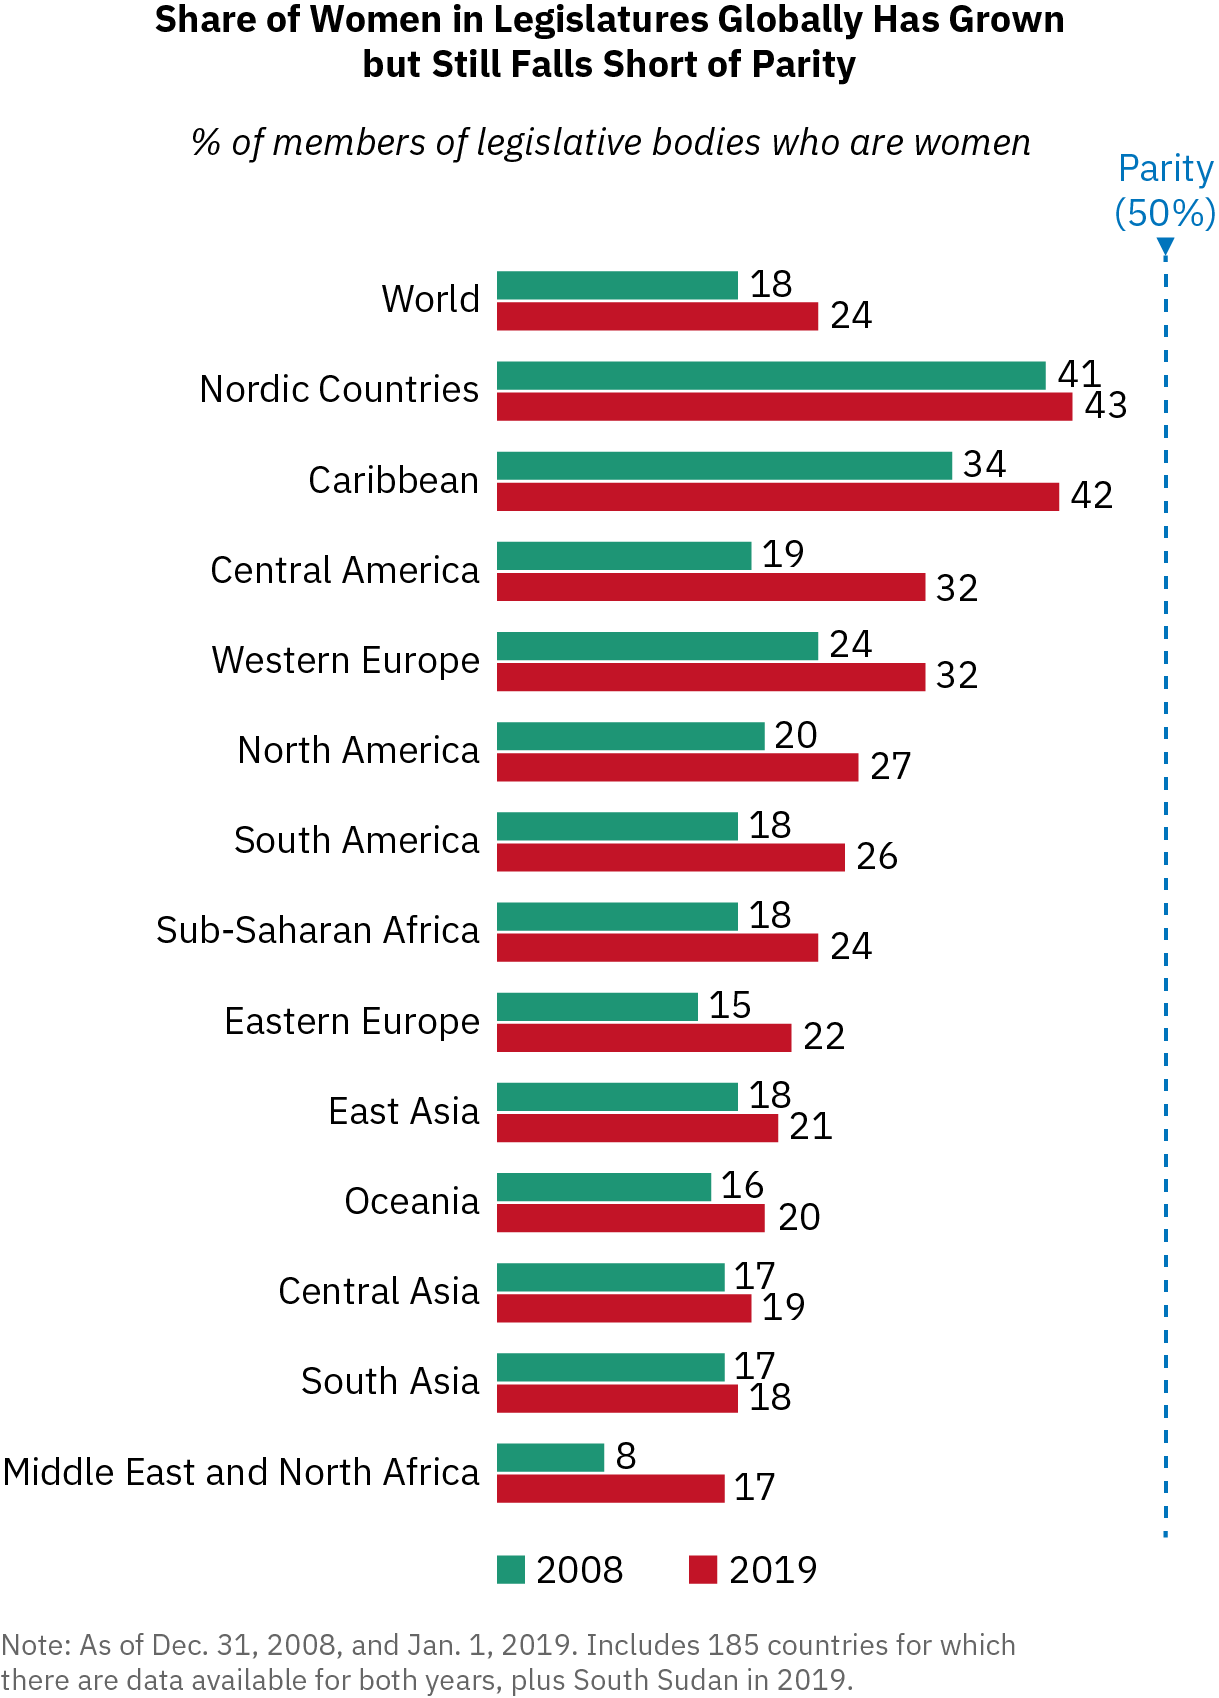 Share of Women in Legislatures Globally Has Grown
but Still Falls Short of Parity
% of members of legislative bodies who are women
Parity
(50%)
World
18
24
Nordic Countries
41
43
Caribbean
34
42
Central America
19
32
Western Europe
24
32
North America
20
27
South America
18
26
Sub-Saharan Africa
18
24
Eastern Europe
15
22
East Asia
18
21
Oceania
16
20
Central Asia
17
19
South Asia
17
18
Middle East and North Africa
8
17
2008
2019
Note: As of Dec. 31, 2008, and Jan. 1, 2019. Includes 185 countries for which
there are data available for both years, plus South Sudan in 2019.